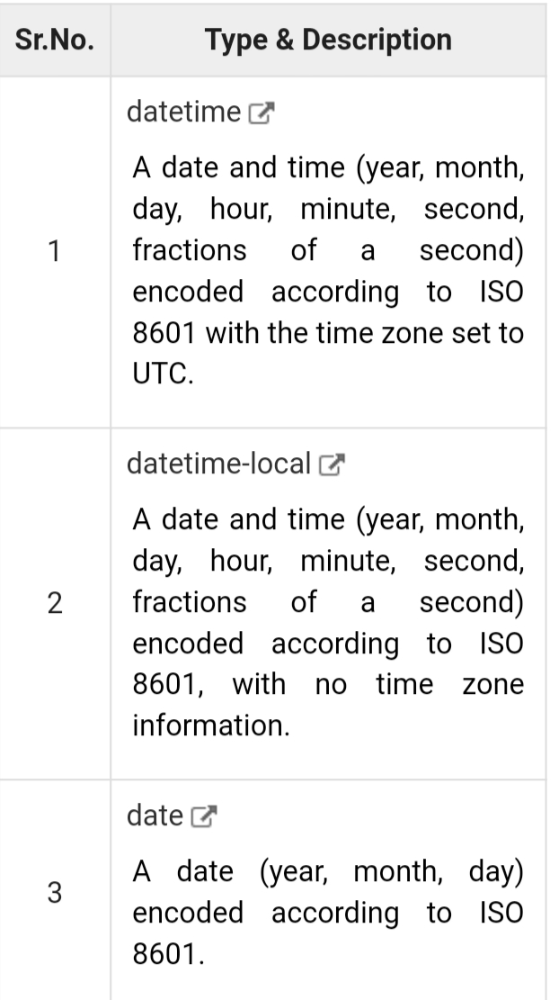 Sr.No. Type & Description
datetime
1
A date and time (year, month,
day, hour, minute, second,
fractions of a second)
encoded according to ISO
8601 with the time zone set to
UTC.
datetime-local
2
A date and time (year, month,
day, hour, minute, second,
fractions of a second)
encoded according to ISO
8601, with no time zone
information.
date
3
A date (year, month, day)
encoded according to ISO
8601.